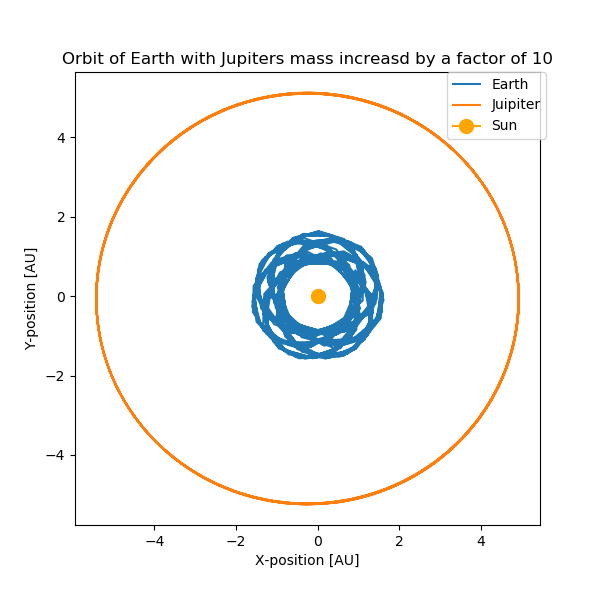 Orbit of Earth with Jupiters mass increasd by a factor of 10
Earth
Juipiter
Sun
4
2
0
−2
−4
Y-position [AU]
−4 −2 0 2 4
X-position [AU]